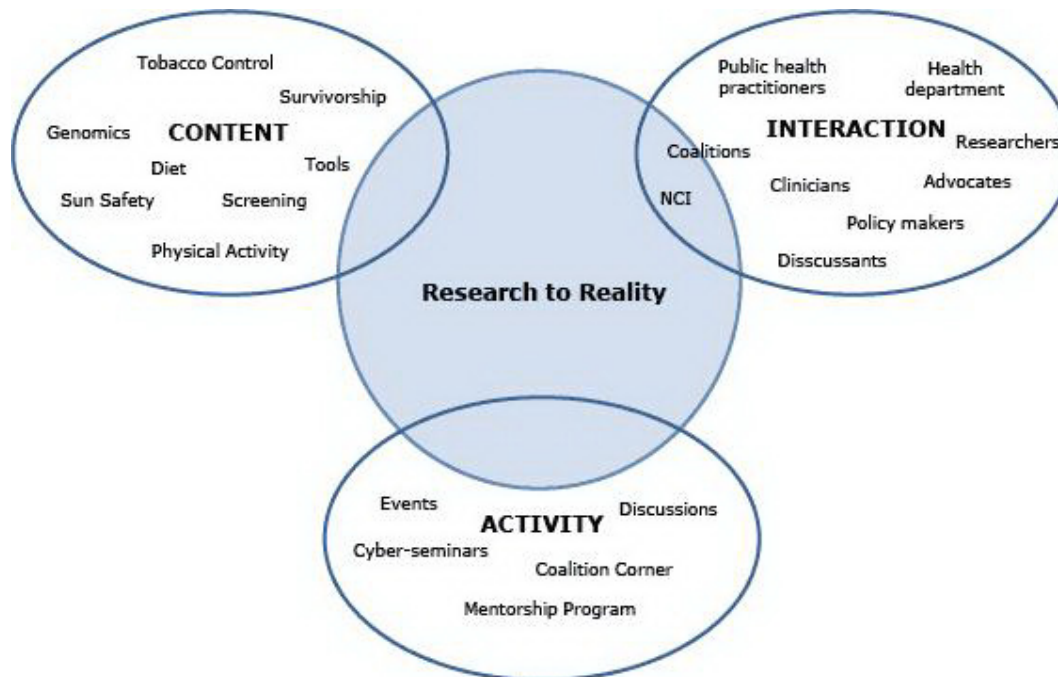 Tobacco Control
Survivorship
Genomics
CONTENT
Diet
Tools
Sun Safety
Screening
Physical Activity
Public health
practitioners
Health
department
INTERACTION
Researchers
Coalitions
Clinicians
Advocates
NCI
Policy makers
Disscussants
Research to Reality
Events
Discussions
ACTIVITY
Cyber-seminars
Coalition Corner
Mentorship Program